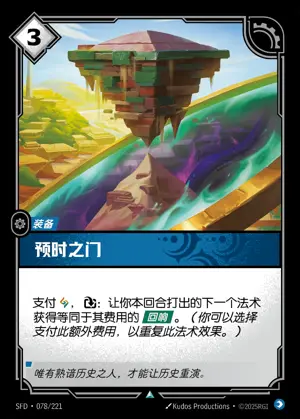 3
装备
预时之门
支付 , : 让你本回合打出的下一个法术
获得等同于其费用的 回响 。（你可以选择
支付此额外费用，以重复此法术效果。）
唯有熟谙历史之人，才能让历史重演。
SFD • 078/221
Kudos Productions • ©2025RGI